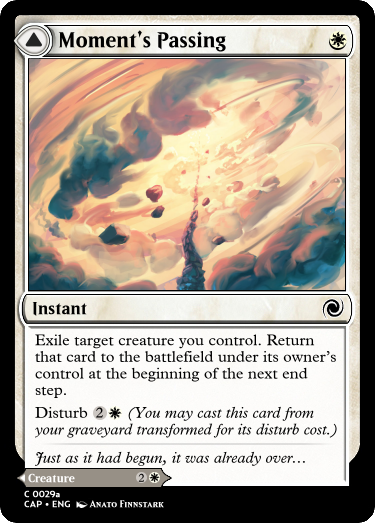 Moment's Passing
Instant
Exile target creature you control. Return
that card to the battlefield under its owner's
control at the beginning of the next end
step.
Disturb 2 (You may cast this card from
your graveyard transformed for its disturb cost.)
Just as it had begun, it was already over…
Creature 2
C 0029a
CAP • ENG Anato Finnstark